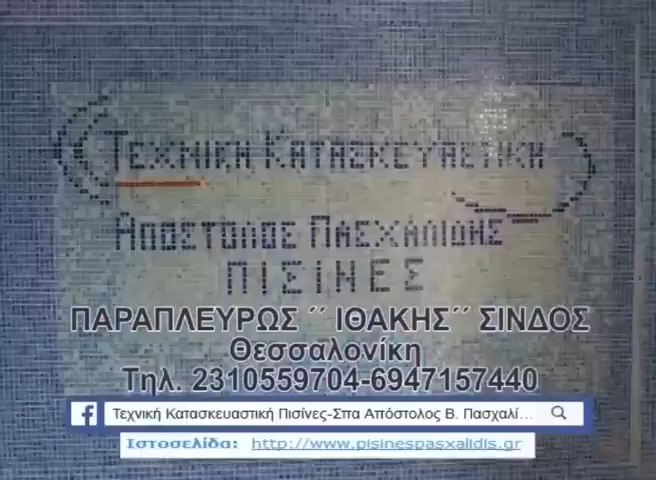 Τεχνικη Κατασκευαστικη
Αποστολος Πασχαλιδης
ΠΙΣΙΝΕΣ
ΠΑΡΑΠΛΕΥΡΩΣ ´´ ΙΘΑΚΗΣ´´ ΣΙΝΔΟΣ
Θεσσαλονίκη
Τηλ. 2310559704-6947157440
Τεχνική Κατασκευαστική Πισίνες-Σπα Απόστολος Β. Πασχαλί...
Ιστοσελίδα: http://www.pisinespasxalidis.gr